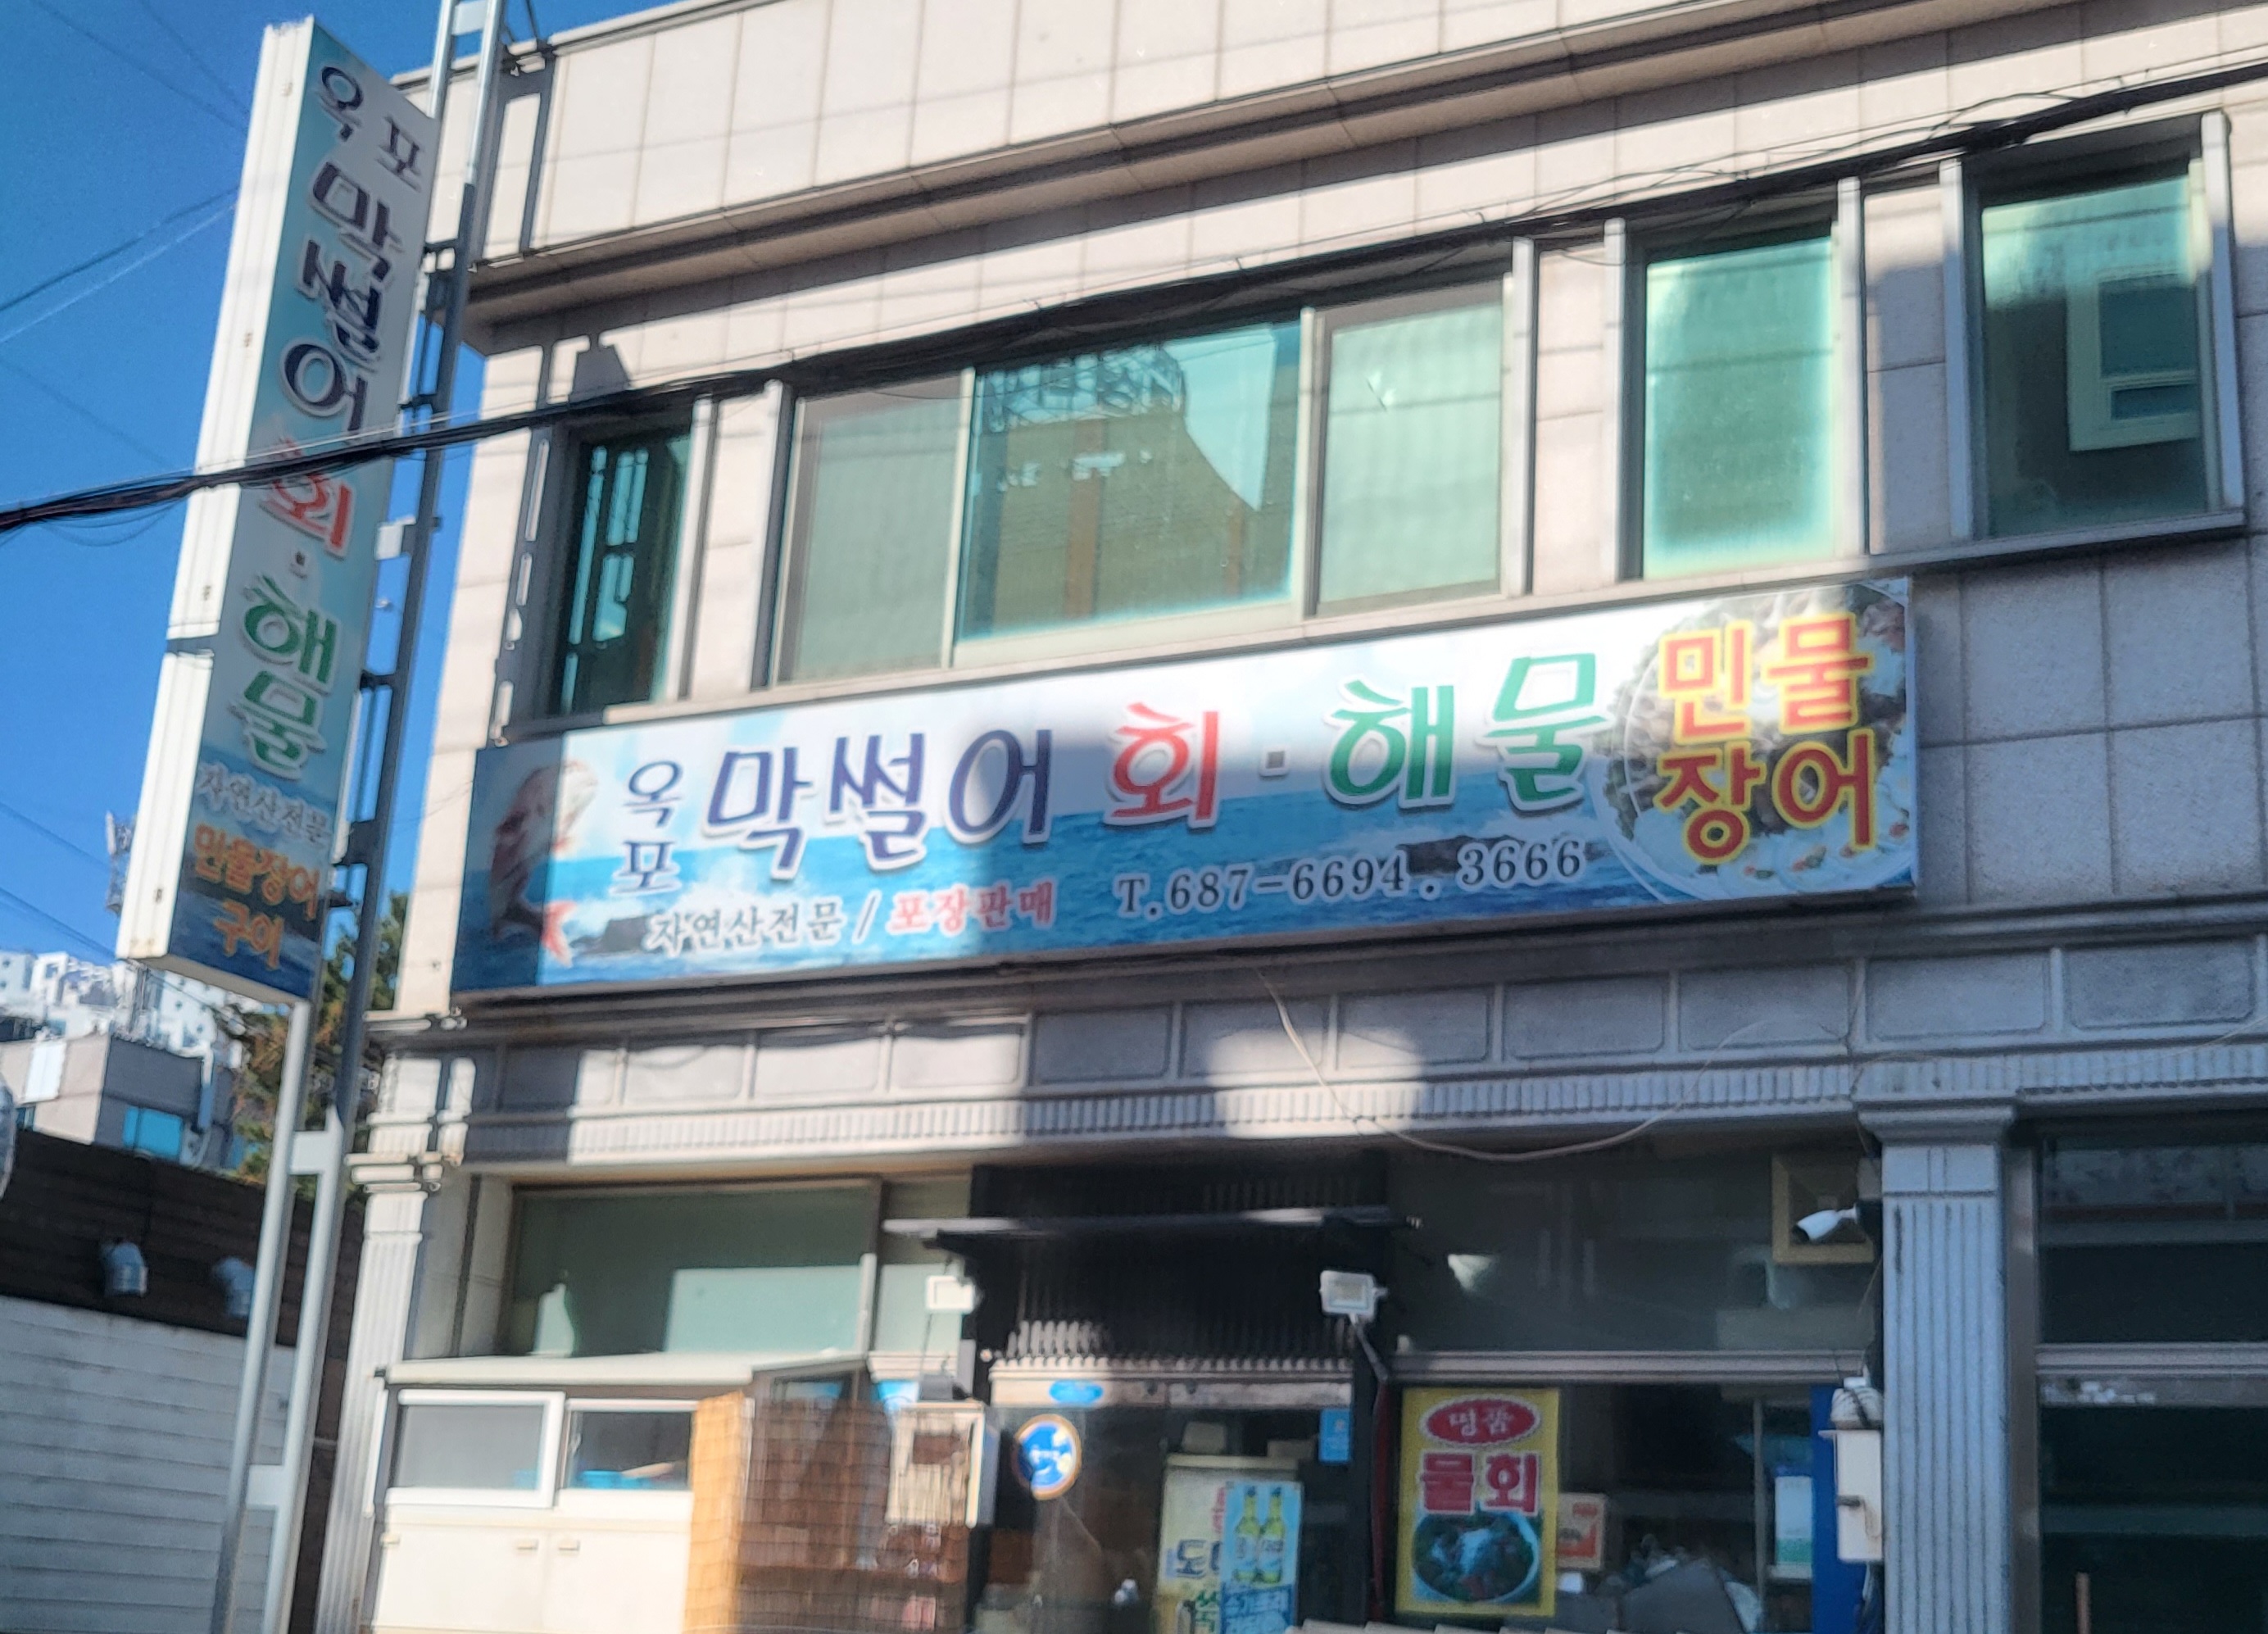 옥포
막썰어
회·해물
자연산전문
민물장어
구이
옥포 막썰어 회·해물
민물
장어
자연산전문 / 포장판매 T.687-6694.3666
명품
물회